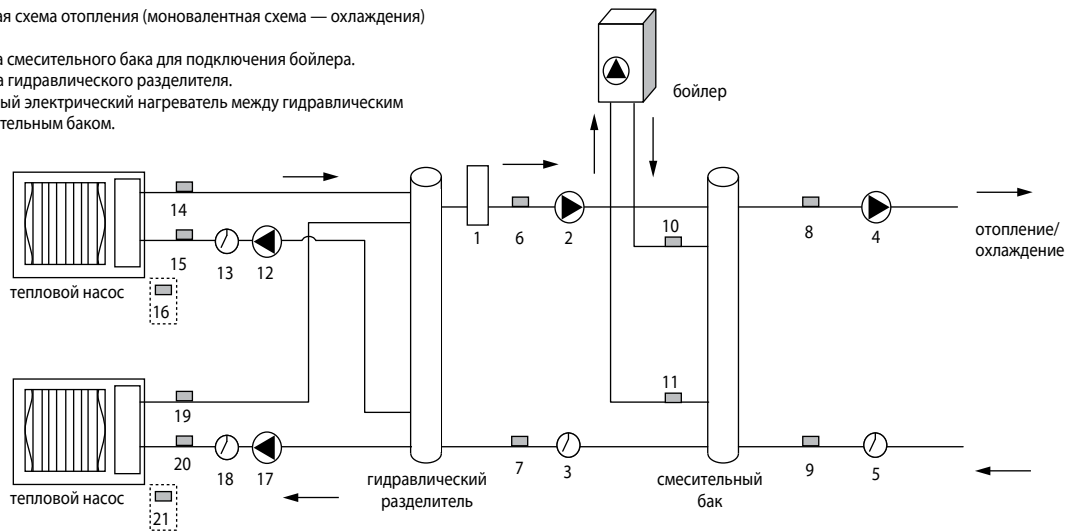 ая схема отопления (моновалентная схема — охлаждения)
а смесительного бака для подключения бойлера.
а гидравлического разделителя.
ный электрический нагреватель между гидравлическим
тельным баком.
бойлер
14
15
13
12
тепловой насос
16
1
6
2
10
8
4
отопление/
охлаждение
11
19
20
18
17
тепловой насос
21
гидравлический
разделитель
7
3
смесительный
бак
9
5